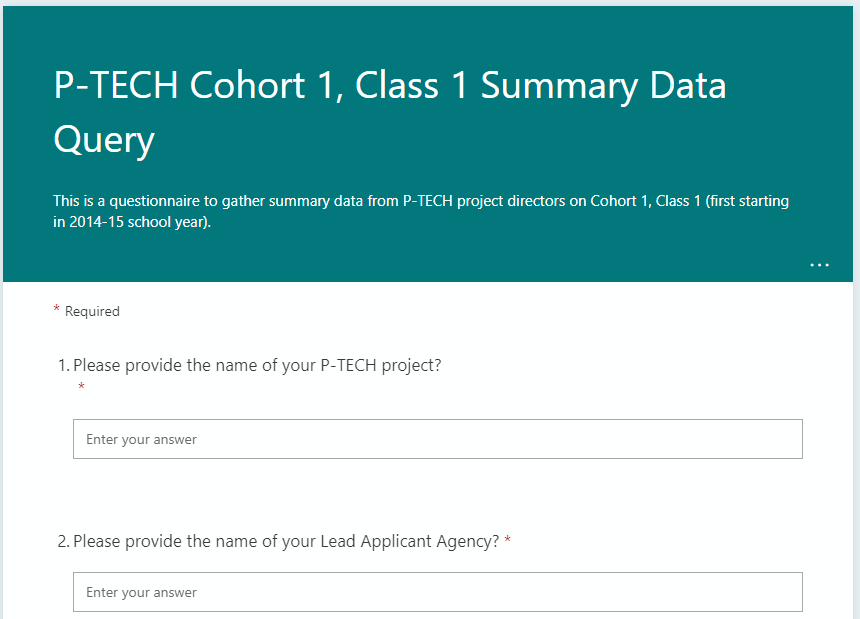 P-TECH Cohort 1, Class 1 Summary Data
Query
This is a questionnaire to gather summary data from P-TECH project directors on Cohort 1, Class 1 (first starting
in 2014-15 school year).
...
* Required
1. Please provide the name of your P-TECH project?
*
Enter your answer
2. Please provide the name of your Lead Applicant Agency? *
Enter your answer